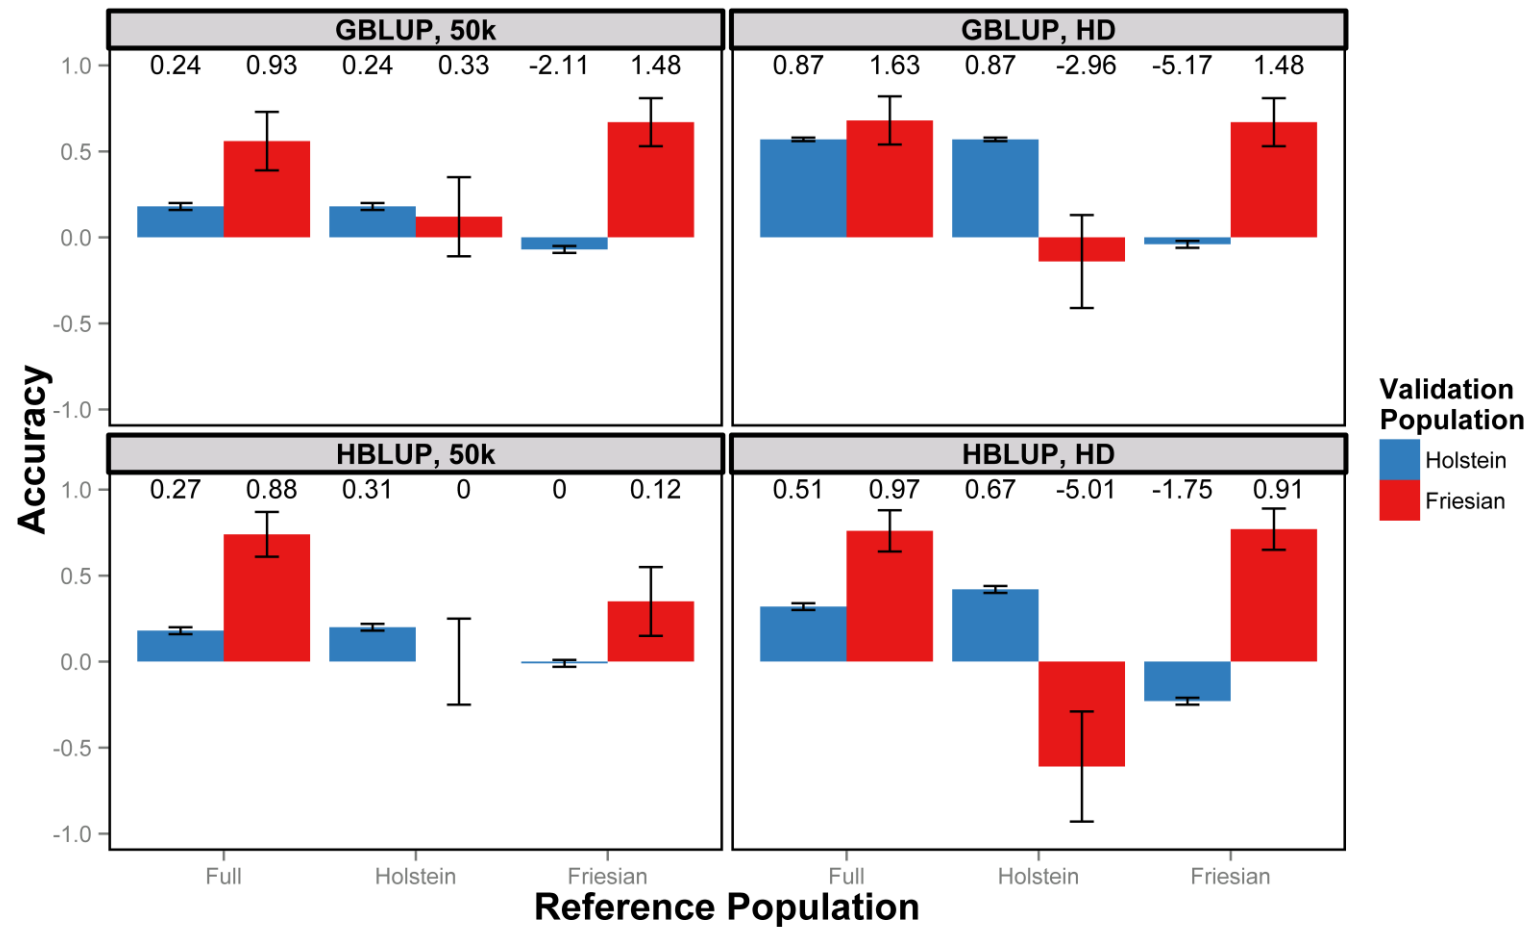 GBLUP, 50k
GBLUP, HD
0.24 0.93 0.24 0.33 -2.11 1.48
0.87 1.63 0.87 -2.96 -5.17 1.48
1.0
0.5
0.0
-0.5
-1.0
HBLUP, 50k
HBLUP, HD
0.27 0.88 0.31 0 0 0.12
0.51 0.97 0.67 -5.01 -1.75 0.91
1.0
0.5
0.0
-0.5
-1.0
Accuracy
Full Holstein Friesian
Full Holstein Friesian
Reference Population
Validation
Population
Holstein
Friesian